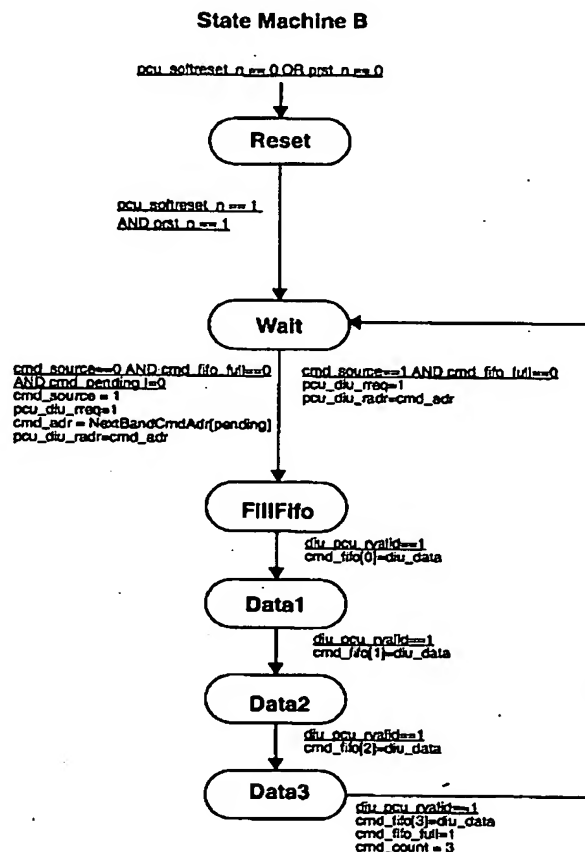 State Machine B
pcu_softreset_n == 0 OR prst_n == 0
Reset
pcu_softreset_n == 1
AND prst_n == 1
Wait
cmd_source==0 AND cmd_fifo_full==0
AND cmd_pending !=0
cmd_source = 1
pcu_diu_rreq=1
cmd_adr = NextBandCmdAdr[pending]
pcu_diu_radr=cmd_adr
cmd_source==1 AND cmd_fifo_full==0
pcu_diu_rreq=1
pcu_diu_radr=cmd_adr
FillFifo
diu_pcu_rvalid==1
cmd_fifo[0]=diu_data
Data1
diu_pcu_rvalid==1
cmd_fifo[1]=diu_data
Data2
diu_pcu_rvalid==1
cmd_fifo[2]=diu_data
Data3
diu_pcu_rvalid==1
cmd_fifo[3]=diu_data
cmd_fifo_full=1
cmd_count = 3